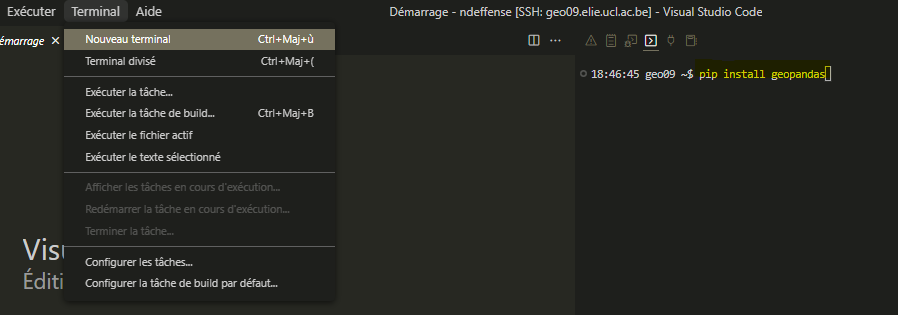 Exécuter Terminal Aide
Démarrage - ndeffense [SSH: geo09.elie.ucl.ac.be] - Visual Studio Code
émarrage ×
Nouveau terminal Ctrl+Maj+ù
Terminal divisé Ctrl+Maj+(
Exécuter la tâche...
Exécuter la tâche de build... Ctrl+Maj+B
Exécuter le fichier actif
Exécuter le texte sélectionné
Afficher les tâches en cours d'exécution...
Redémarrer la tâche en cours d'exécution...
Terminer la tâche...
Configurer les tâches...
Configurer la tâche de build par défaut...
Visu
Éditi
18:46:45 geo09 ~$ pip install geopandas